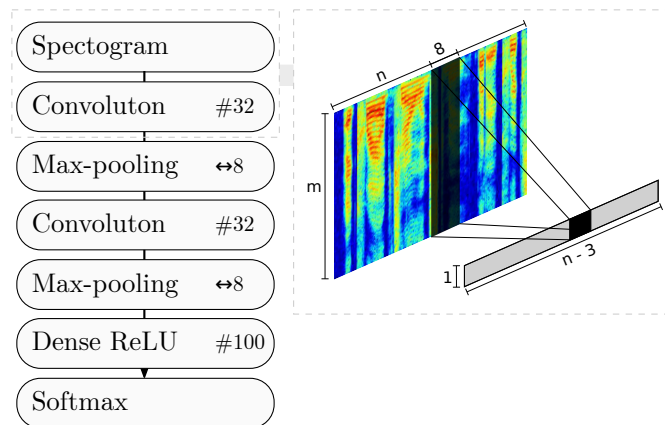 Spectogram
Convoluton #32
Max-pooling ↔8
Convoluton #32
Max-pooling ↔8
Dense ReLU #100
Softmax
n
8
m
1
n - 3